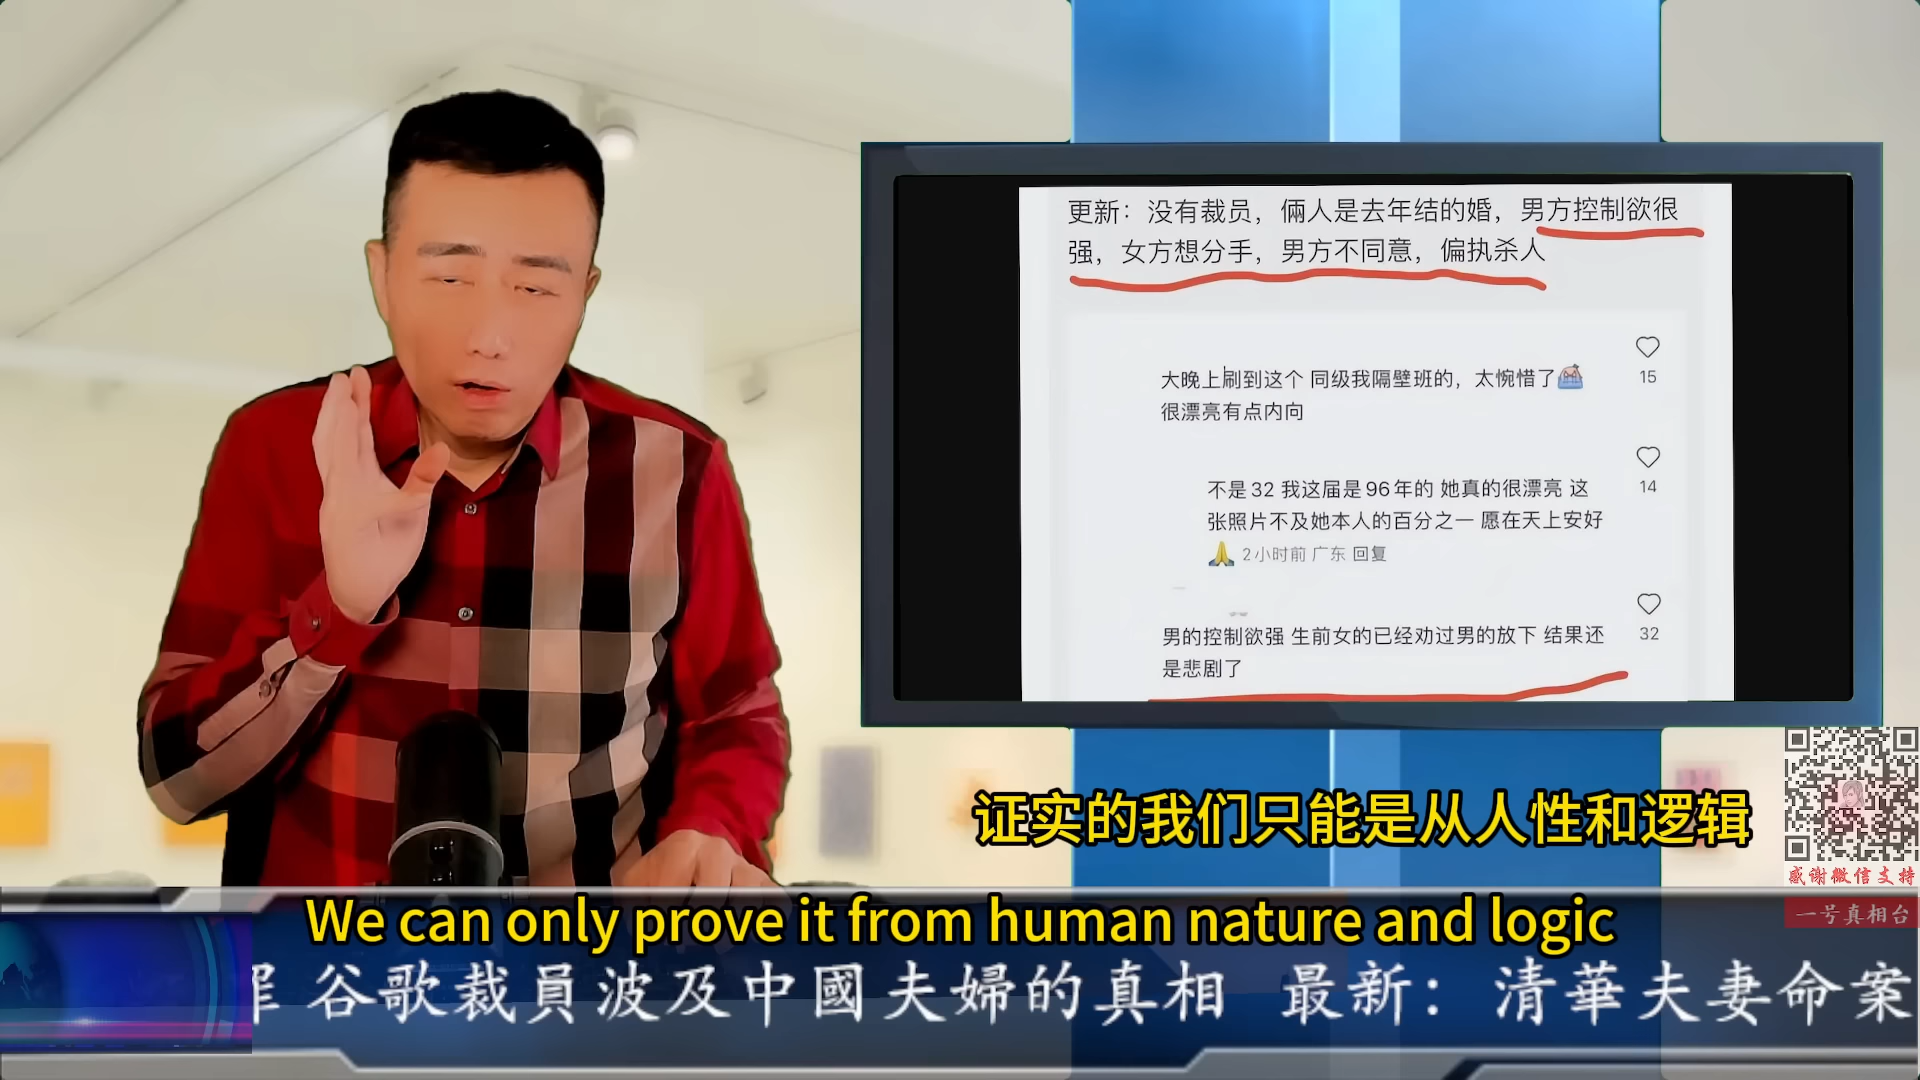 更新：没有裁员，俩人是去年结的婚，男方控制欲很
强，女方想分手，男方不同意，偏执杀人
15
大晚上刷到这个 同级我隔壁班的，太惋惜了
很漂亮有点内向
14
不是32 我这届是96年的 她真的很漂亮 这
张照片不及她本人的百分之一 愿在天上安好
2小时前 广东 回复
32
男的控制欲强 生前女的已经劝过男的放下 结果还
是悲剧了
证实的我们只能是从人性和逻辑
感谢微信支持
一号真相台
We can only prove it from human nature and logic
谷歌裁員波及中國夫婦的真相 最新：清華夫妻命案